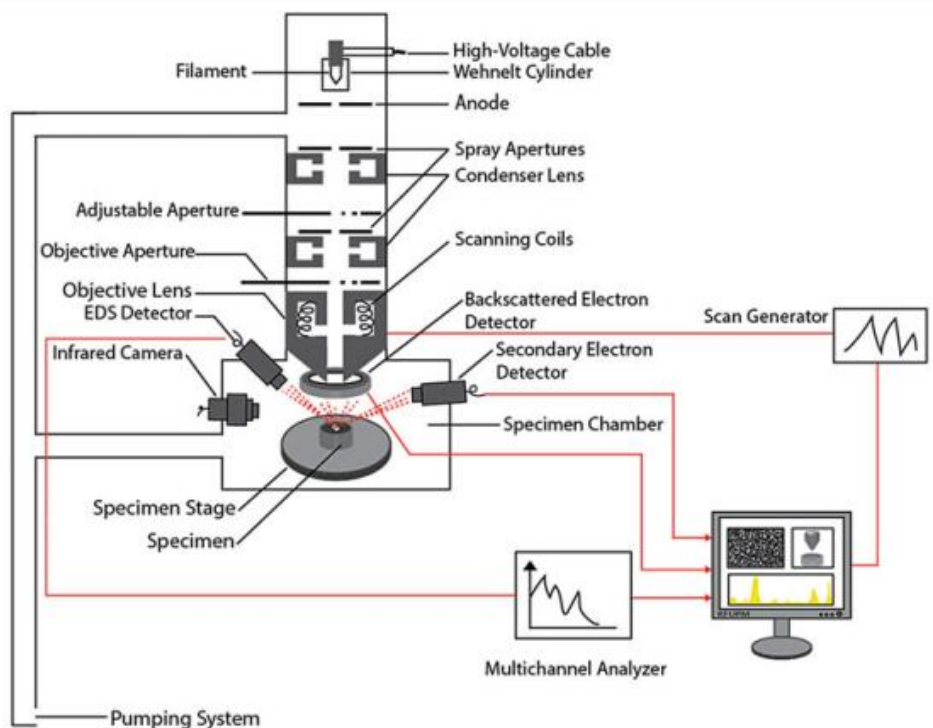 High-Voltage Cable
Filament
Wehnelt Cylinder
Anode
Spray Apertures
Condenser Lens
Adjustable Aperture
Scanning Coils
Objective Aperture
Objective Lens
Backscattered Electron
Detector
EDS Detector
Scan Generator
Infrared Camera
Secondary Electron
Detector
Specimen Chamber
Specimen Stage
Specimen
KFUPM
Multichannel Analyzer
Pumping System